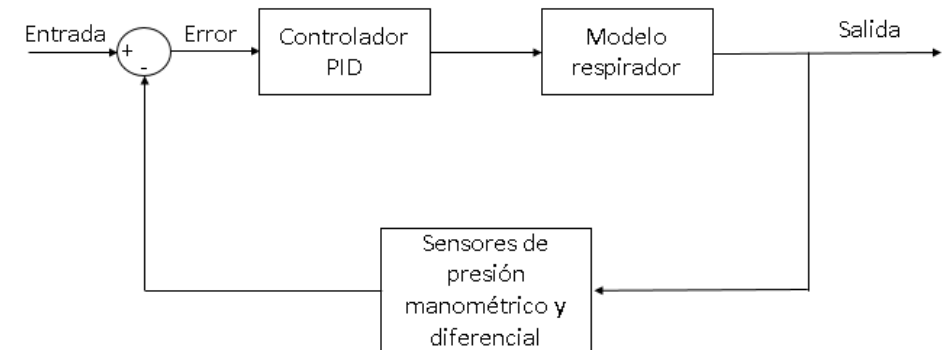 Entrada
+
-
Error
Controlador
PID
Modelo
respirador
Salida
Sensores de
presión
manométrico y
diferencial